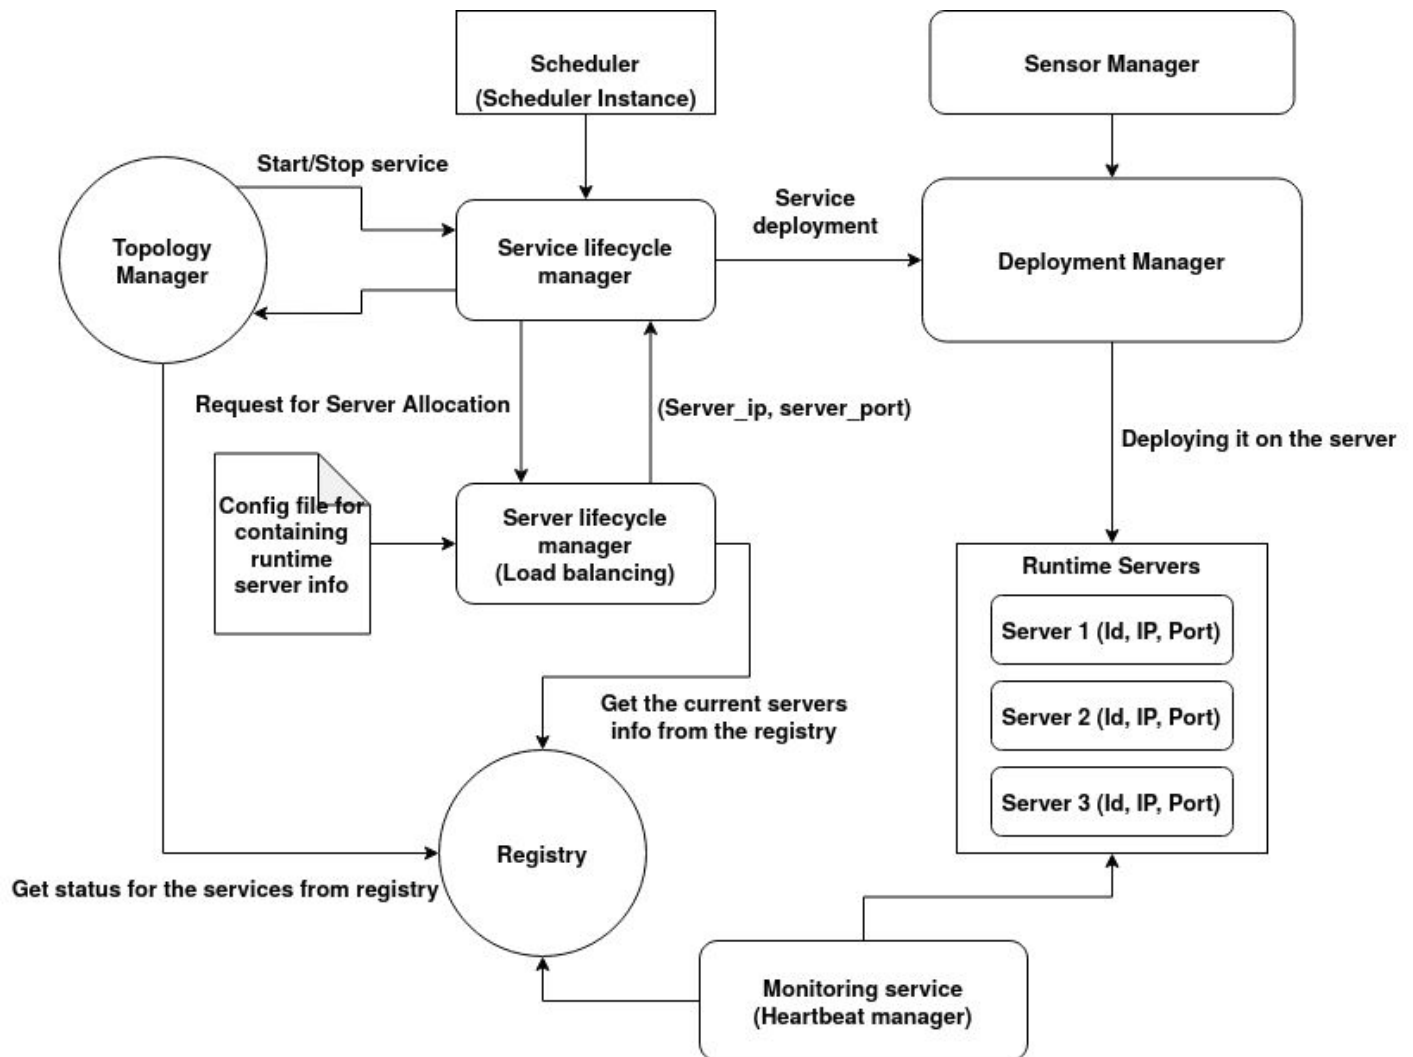 Scheduler
(Scheduler Instance)
Sensor Manager
Start/Stop service
Topology
Manager
Service lifecycle
manager
Service
deployment
Deployment Manager
Request for Server Allocation
(Server_ip, server_port)
Deploying it on the server
Config file for
containing
runtime
server info
Server lifecycle
manager
(Load balancing)
Runtime Servers
Server 1 (Id, IP, Port)
Server 2 (Id, IP, Port)
Server 3 (Id, IP, Port)
Get the current servers
info from the registry
Registry
Get status for the services from registry
Monitoring service
(Heartbeat manager)